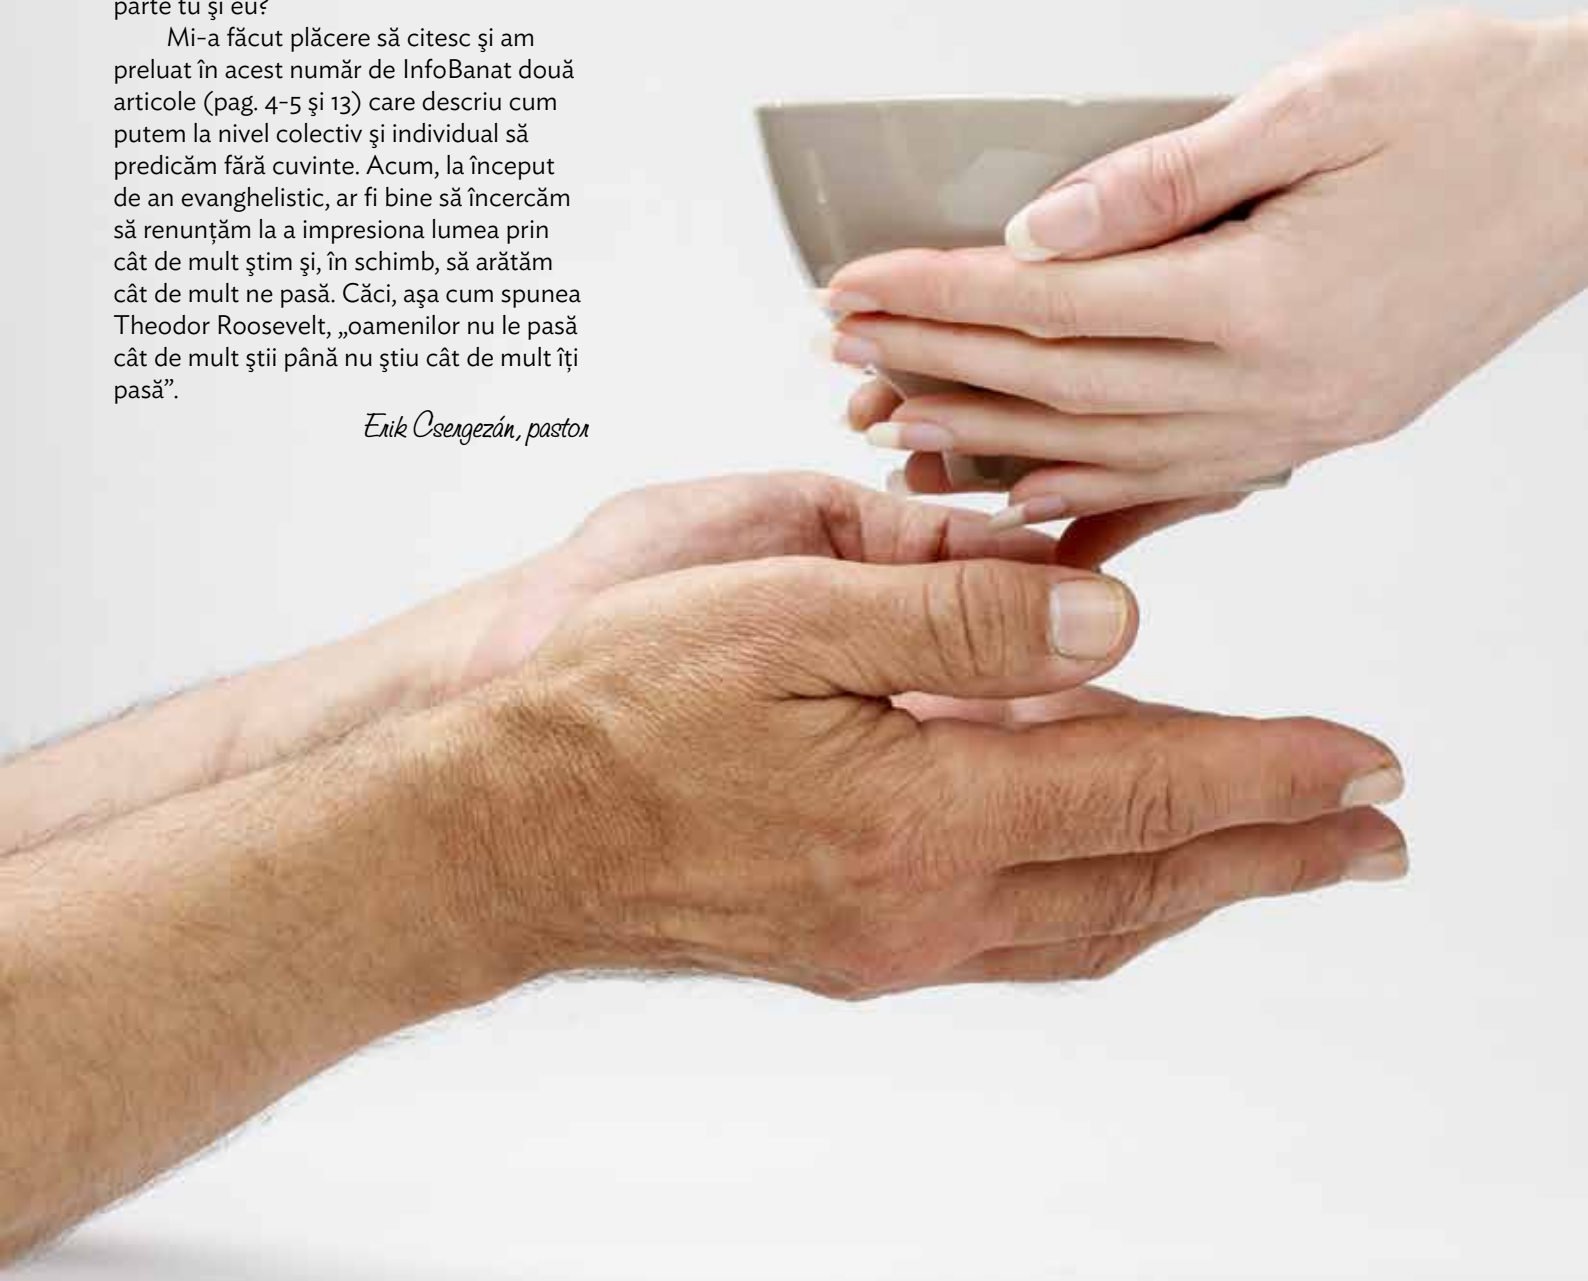 parte tu şi eu?
Mi-a făcut plăcere să citesc şi am
preluat în acest număr de InfoBanat două
articole (pag. 4-5 şi 13) care descriu cum
putem la nivel colectiv şi individual să
predicăm fără cuvinte. Acum, la început
de an evanghelistic, ar fi bine să încercăm
să renunțăm la a impresiona lumea prin
cât de mult ştim şi, în schimb, să arătăm
cât de mult ne pasă. Căci, aşa cum spunea
Theodor Roosevelt, „oamenilor nu le pasă
cât de mult ştii până nu ştiu cât de mult îți
pasă”.
Erik Csergezán, pastor